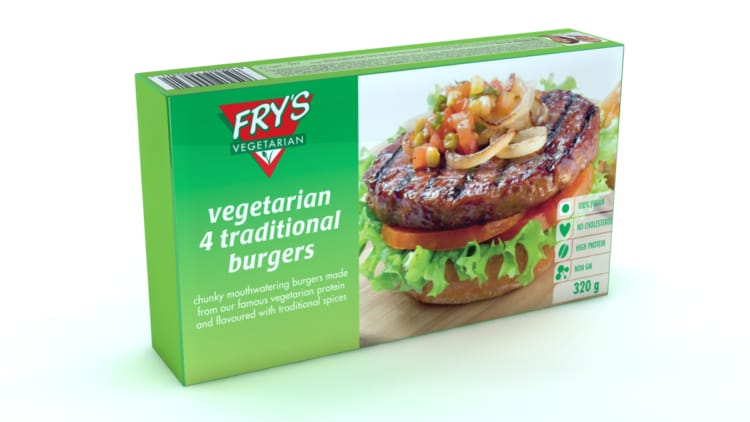 FRY'S
VEGETARIAN
vegetarian
4 traditional
burgers
chunky mouthwatering burgers made
from our famous vegetarian protein
and flavoured with traditional spices
100% VEGAN
NO CHOLESTEROL
HIGH PROTEIN
NON GM
320 g